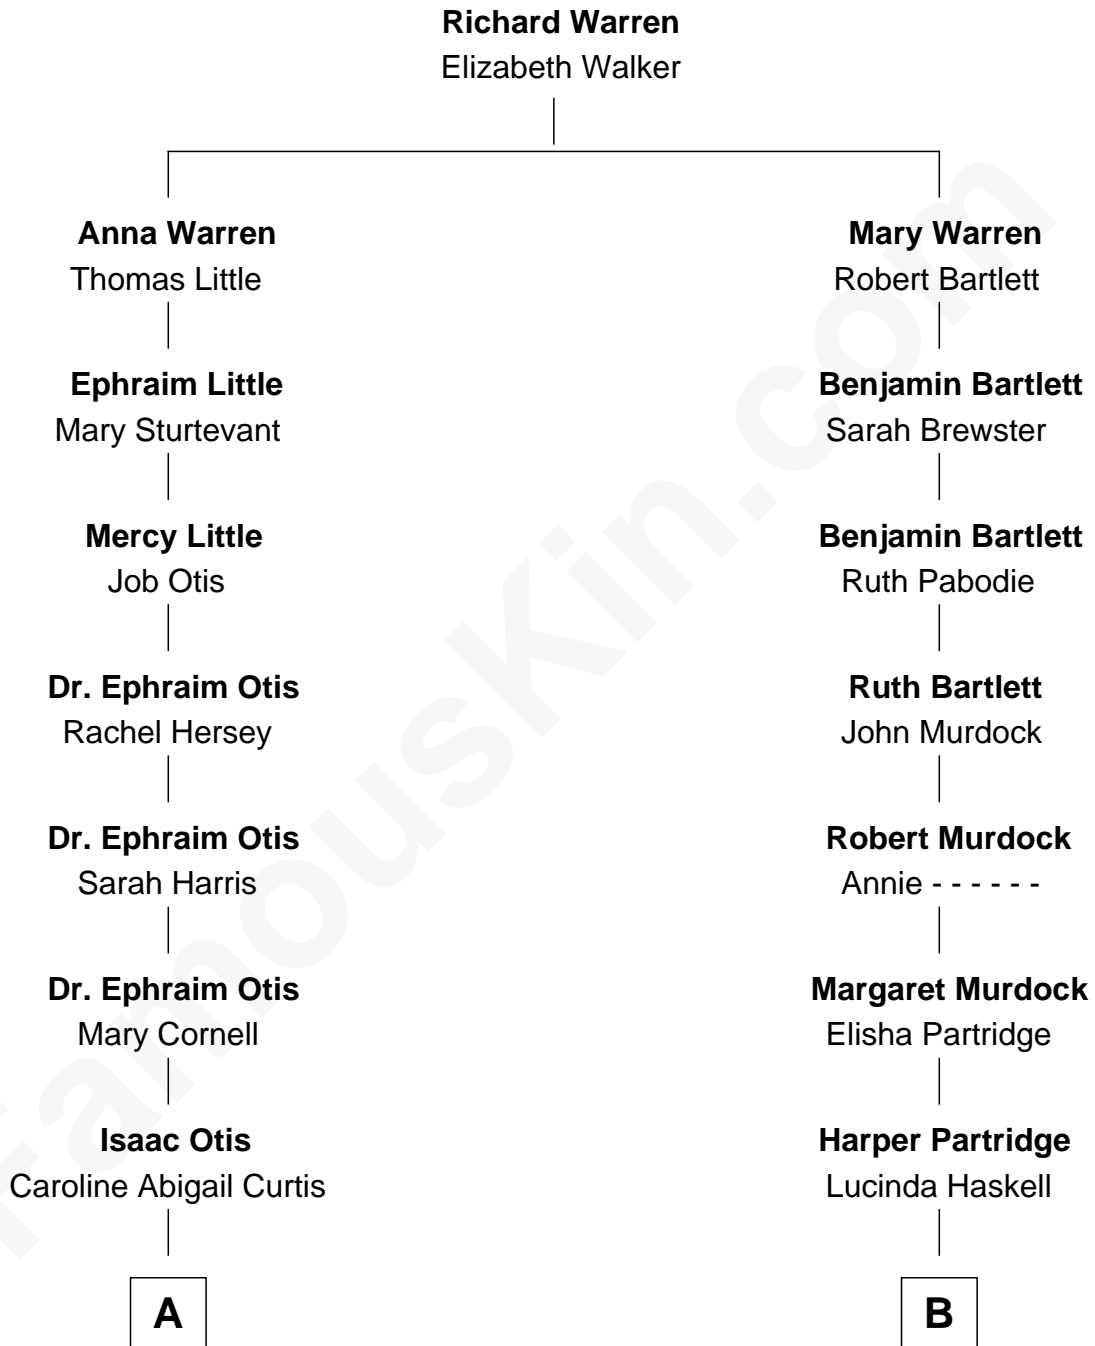 Richard Warren
Elizabeth Walker
Anna Warren
Thomas Little
Mary Warren
Robert Bartlett
Ephraim Little
Mary Sturtevant
Benjamin Bartlett
Sarah Brewster
Mercy Little
Job Otis
Benjamin Bartlett
Ruth Pabodie
Dr. Ephraim Otis
Rachel Hersey
Ruth Bartlett
John Murdock
Dr. Ephraim Otis
Sarah Harris
Robert Murdock
Annie - - - - - -
Dr. Ephraim Otis
Mary Cornell
Margaret Murdock
Elisha Partridge
Isaac Otis
Caroline Abigail Curtis
Harper Partridge
Lucinda Haskell
A
B
FamousKin.com